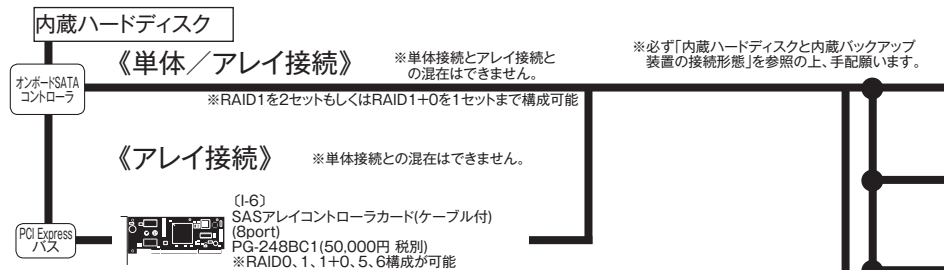 内蔵ハードディスク
《単体／アレイ接続》
※単体接続とアレイ接続と
の混在はできません。
※必ず「内蔵ハードディスクと内蔵バックアップ
装置の接続形態」を参照の上、手配願います。
オンボードSATA
コントローラ
※RAID1を2セットもしくはRAID1+0を1セットまで構成可能
《アレイ接続》
※単体接続との混在はできません。
〔I-6〕
SASアレイコントローラカード(ケーブル付)
(8port)
PG-248BC1(50,000円 税別)
※RAID0、1、1+0、5、6構成が可能
PCI Express
バス